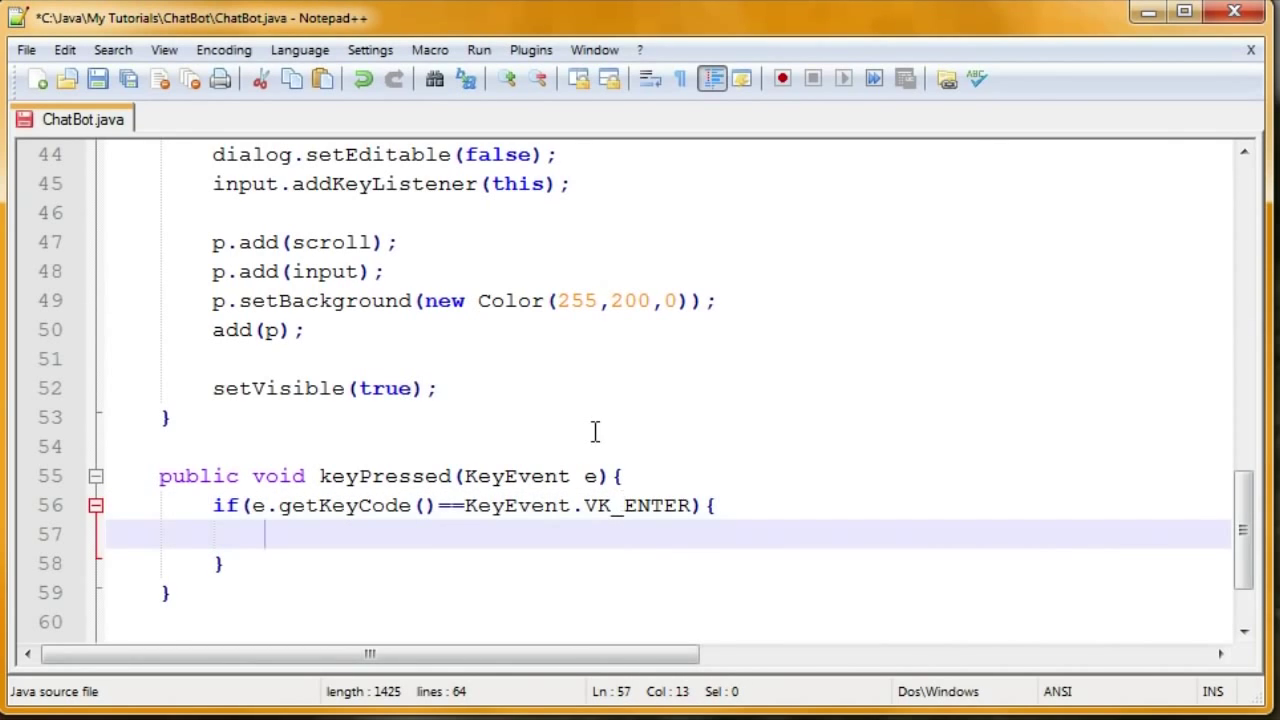 *C:\Java\My Tutorials\ChatBot\ChatBot.java - Notepad++
File Edit Search View Encoding Language Settings Macro Run Plugins Window ? X
ABC
ChatBot.java
44 dialog.setEditable(false);
45 input.addKeyListener(this);
46
47 p.add(scroll);
48 p.add(input);
49 p.setBackground(new Color(255,200,0));
50 add(p);
51
52 setVisible(true);
53 }
54
55 public void keyPressed(KeyEvent e){
56 if(e.getKeyCode()==KeyEvent.VK_ENTER){
57
58 }
59 }
60
Java source file length : 1425 lines : 64 Ln : 57 Col : 13 Sel : 0 Dos\Windows ANSI INS